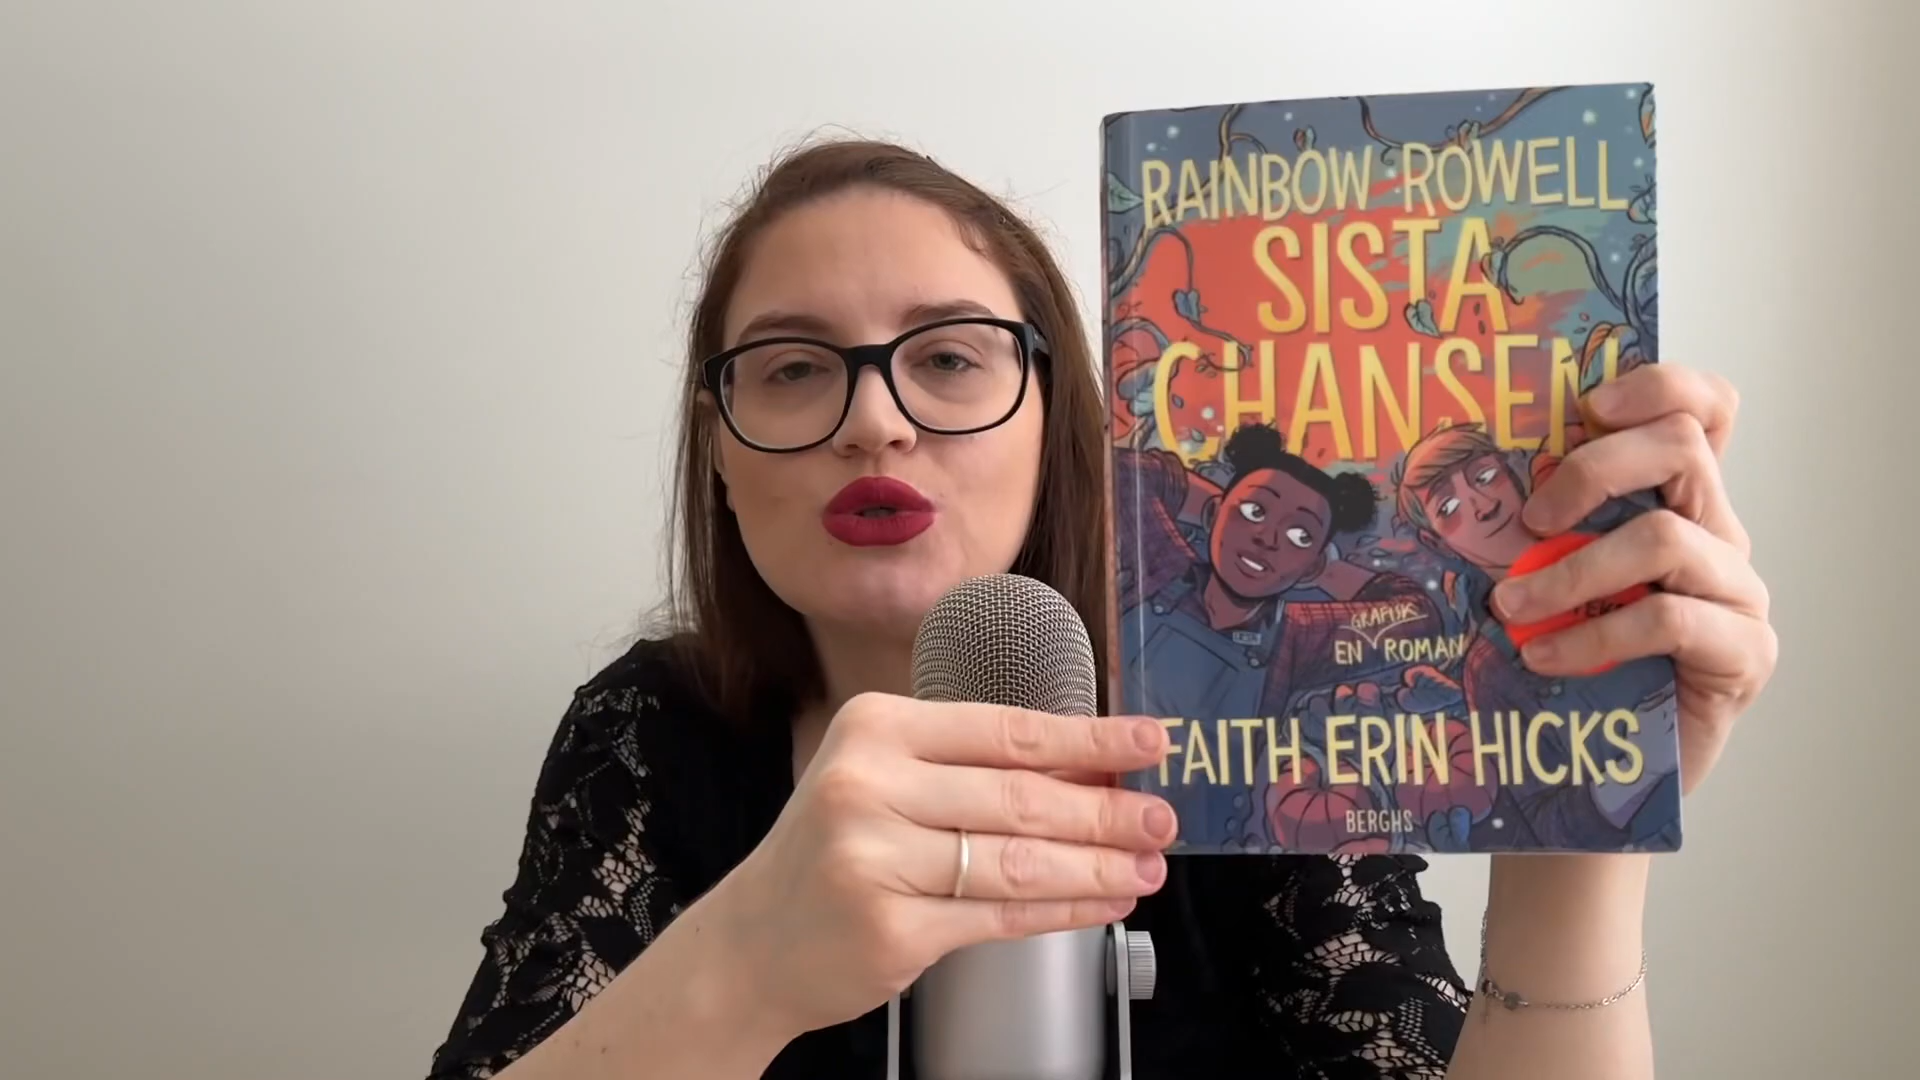 RAINBOW ROWELL
SISTA
CHANSEN
GRAFISK
EN ROMAN
FAITH ERIN HICKS
BERGHS